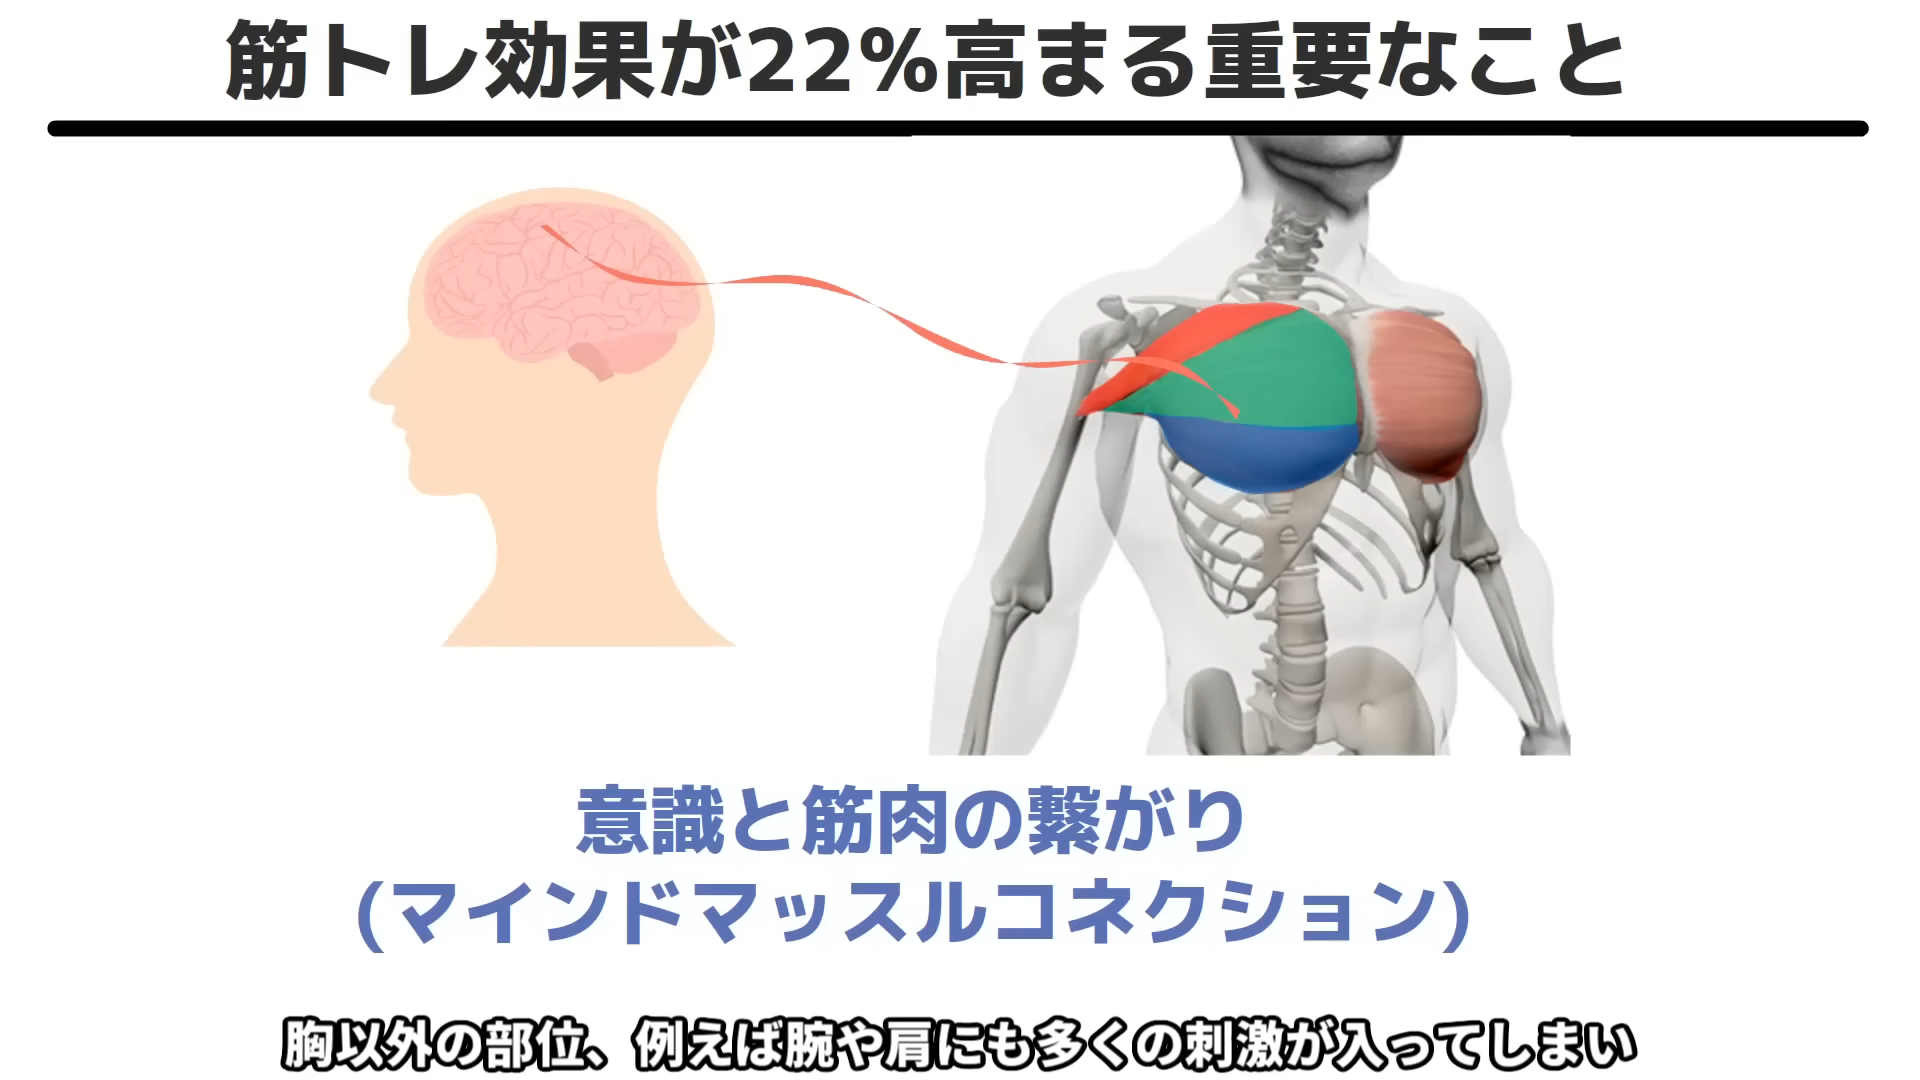 筋トレ効果が22%高まる重要なこと
意識と筋肉の繋がり
(マインドマッスルコネクション)
胸以外の部位、例えば腕や肩にも多くの刺激が入ってしまい